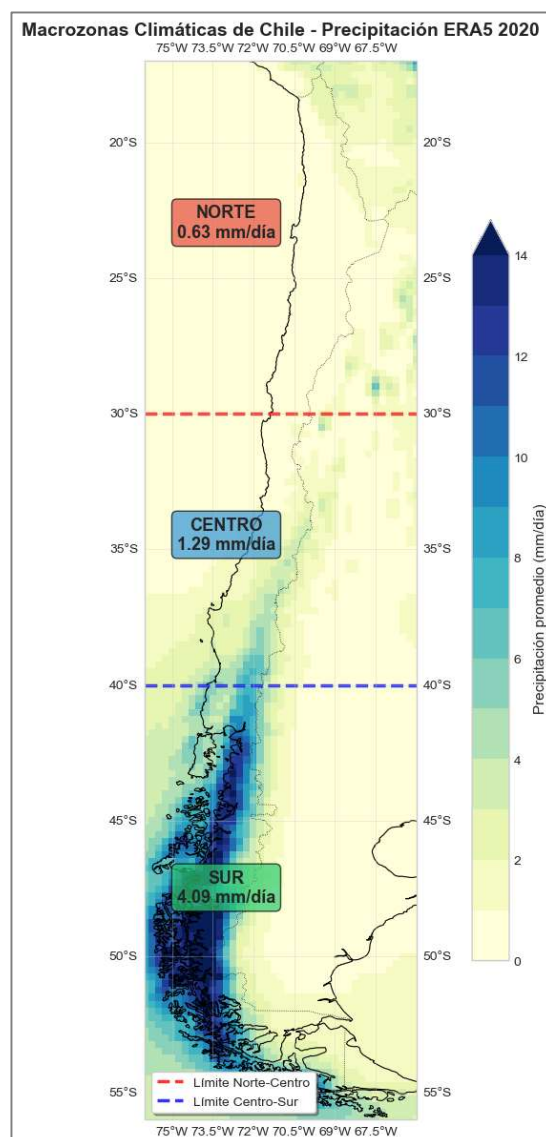 Macrozonas Climáticas de Chile - Precipitación ERA5 2020
75°W 73.5°W 72°W 70.5°W 69°W 67.5°W
20°S
20°S
NORTE
0.63 mm/día
25°S
25°S
14
12
30°S
30°S
10
CENTRO
1.29 mm/día
35°S
35°S
8
Precipitación promedio (mm/día)
6
40°S
40°S
4
45°S
45°S
2
SUR
4.09 mm/día
0
50°S
50°S
55°S
55°S
Límite Norte-Centro
Límite Centro-Sur
75°W 73.5°W 72°W 70.5°W 69°W 67.5°W